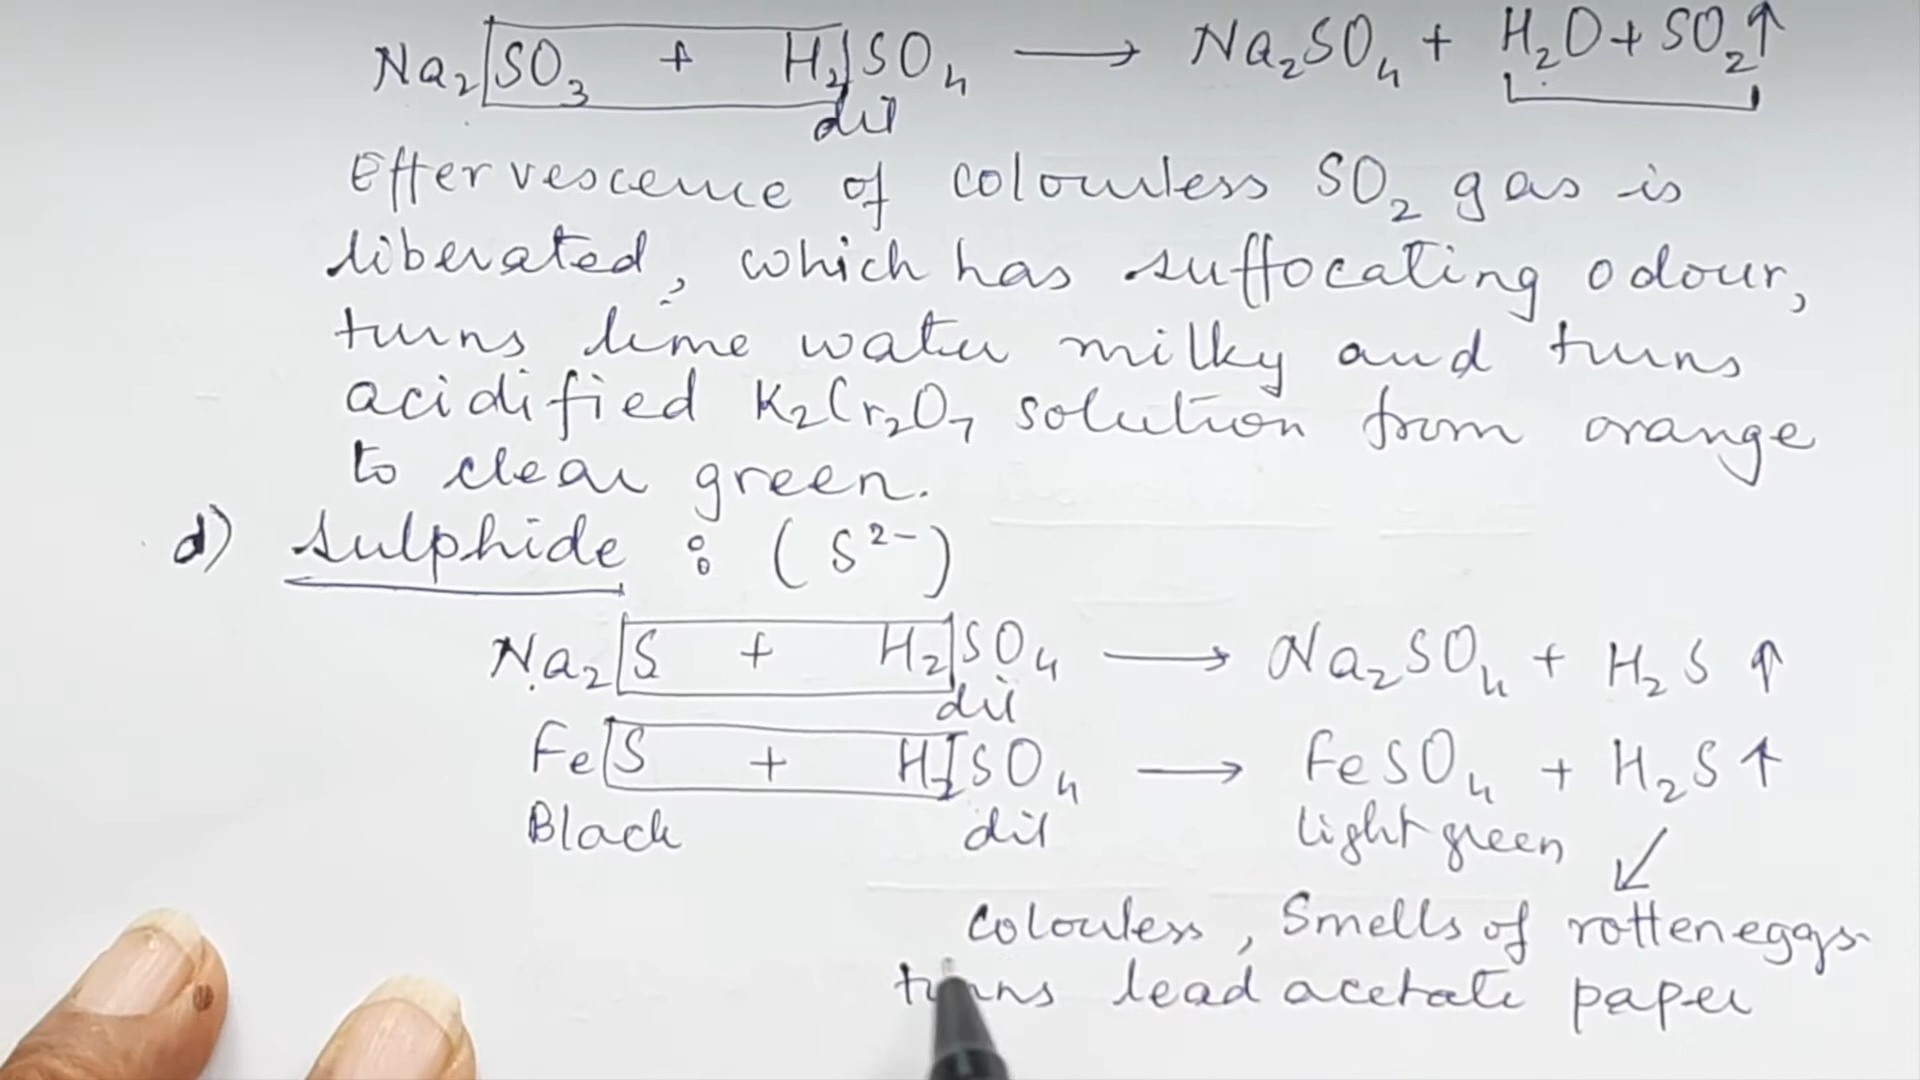 Na₂SO₃ + H₂SO₄ → Na₂SO₄ + H₂O + SO₂↑
dil
Effervescence of colourless SO₂ gas is
liberated, which has suffocating odour,
turns lime water milky and turns
acidified K₂Cr₂O₇ solution from orange
to clear green.
d) Sulphide : (S²⁻)
Na₂S + H₂SO₄ → Na₂SO₄ + H₂S ↑
dil
FeS + H₂SO₄ → FeSO₄ + H₂S ↑
Black dil light green
colouless, Smells of rotten eggs
turns lead acetate paper